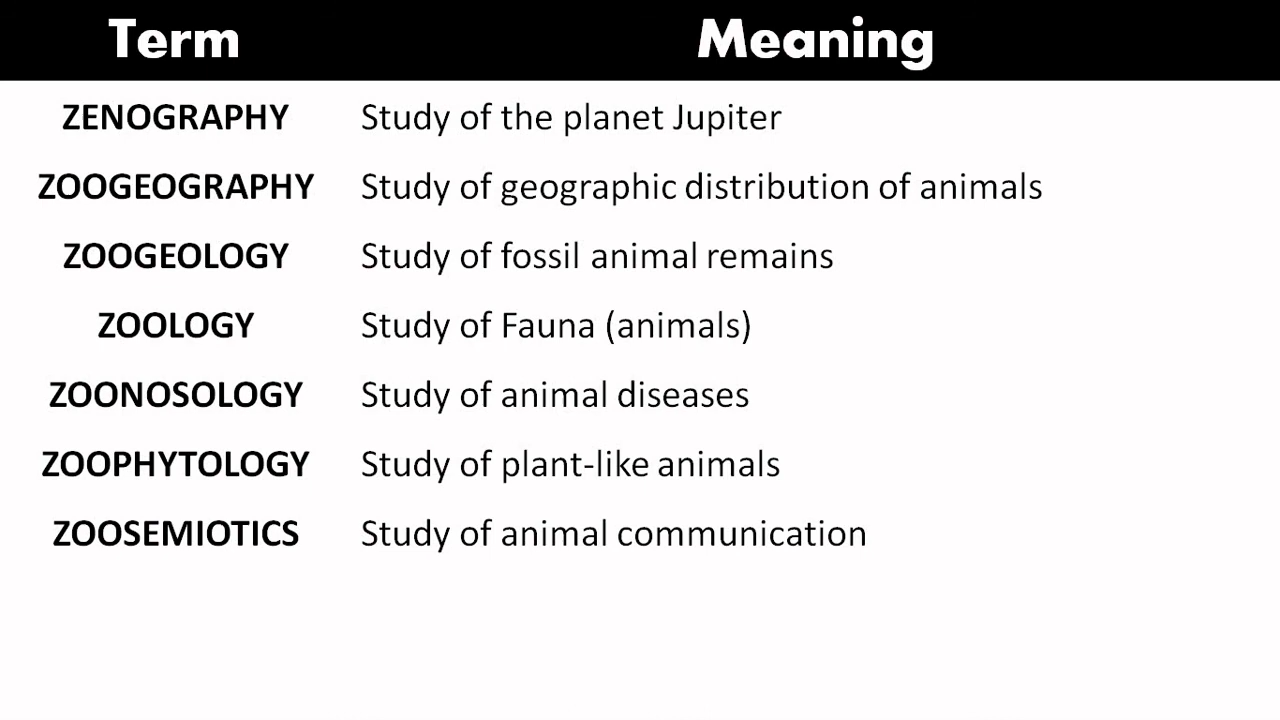 Term Meaning
ZENOGRAPHY Study of the planet Jupiter
ZOOGEOGRAPHY Study of geographic distribution of animals
ZOOGEOLOGY Study of fossil animal remains
ZOOLOGY Study of Fauna (animals)
ZOONOSOLOGY Study of animal diseases
ZOOPHYTOLOGY Study of plant-like animals
ZOOSEMIOTICS Study of animal communication